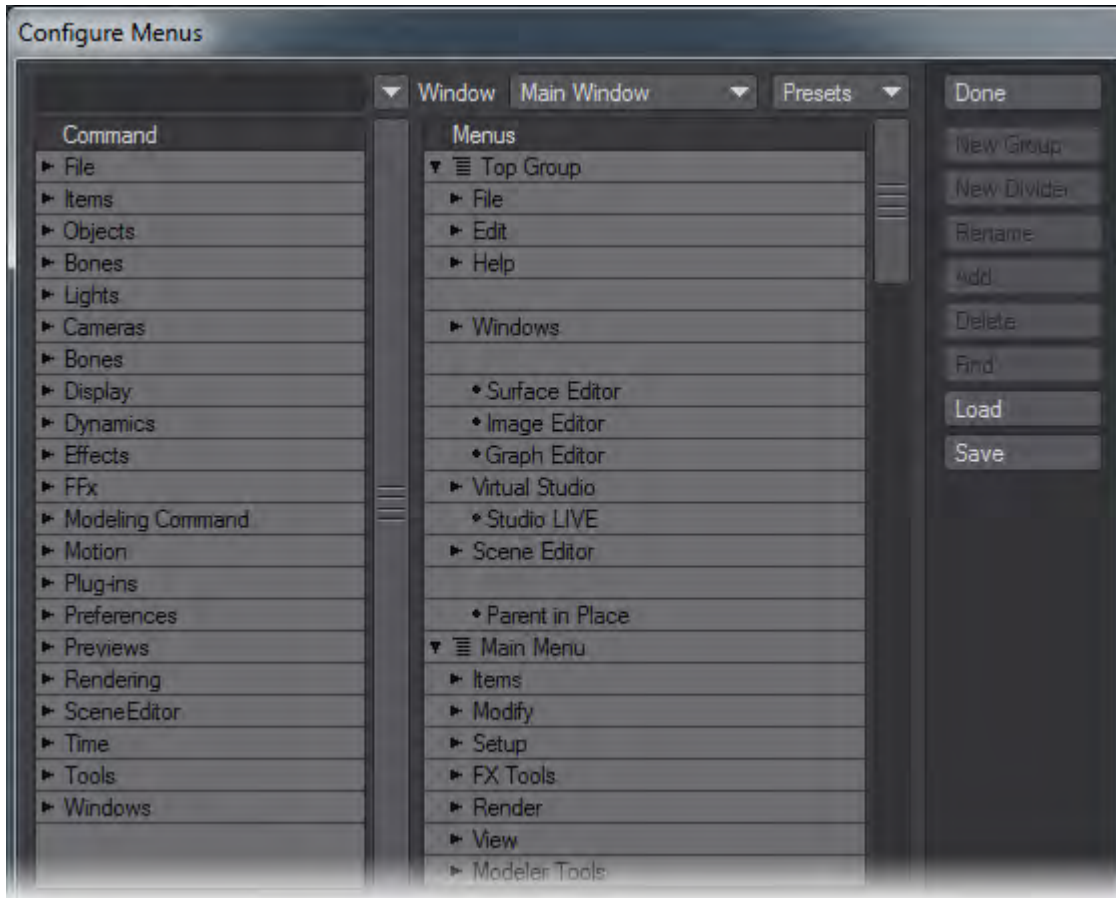 Configure Menus
Window Main Window Presets
Command
File
Items
Objects
Bones
Lights
Cameras
Bones
Display
Dynamics
Effects
FFx
Modeling Command
Motion
Plug-ins
Preferences
Previews
Rendering
SceneEditor
Time
Tools
Windows
Menus
Top Group
File
Edit
Help
Windows
Surface Editor
Image Editor
Graph Editor
Virtual Studio
Studio LIVE
Scene Editor
Parent in Place
Main Menu
Items
Modify
Setup
FX Tools
Render
View
Modeler Tools
Done
New Group
New Divider
Rename
Add
Delete
Find
Load
Save